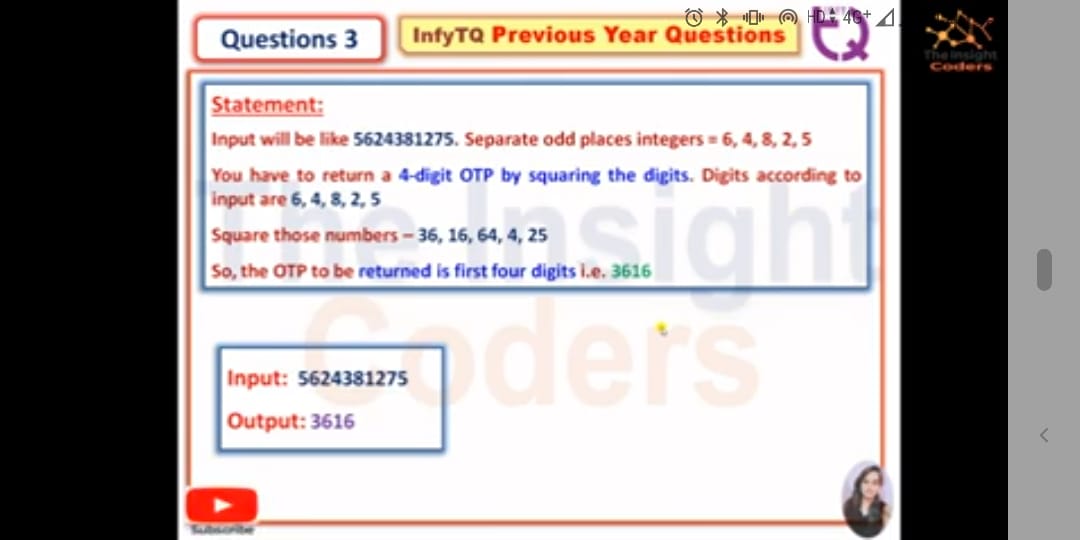 HD 4G+
Questions 3
InfyTQ Previous Year Questions
The Insight
Coders
Statement:
Input will be like 5624381275. Separate odd places integers = 6, 4, 8, 2, 5
You have to return a 4-digit OTP by squaring the digits. Digits according to
input are 6, 4, 8, 2, 5
Square those numbers – 36, 16, 64, 4, 25
So, the OTP to be returned is first four digits i.e. 3616
The Insight
Coders
Input: 5624381275
Output: 3616
Subscribe